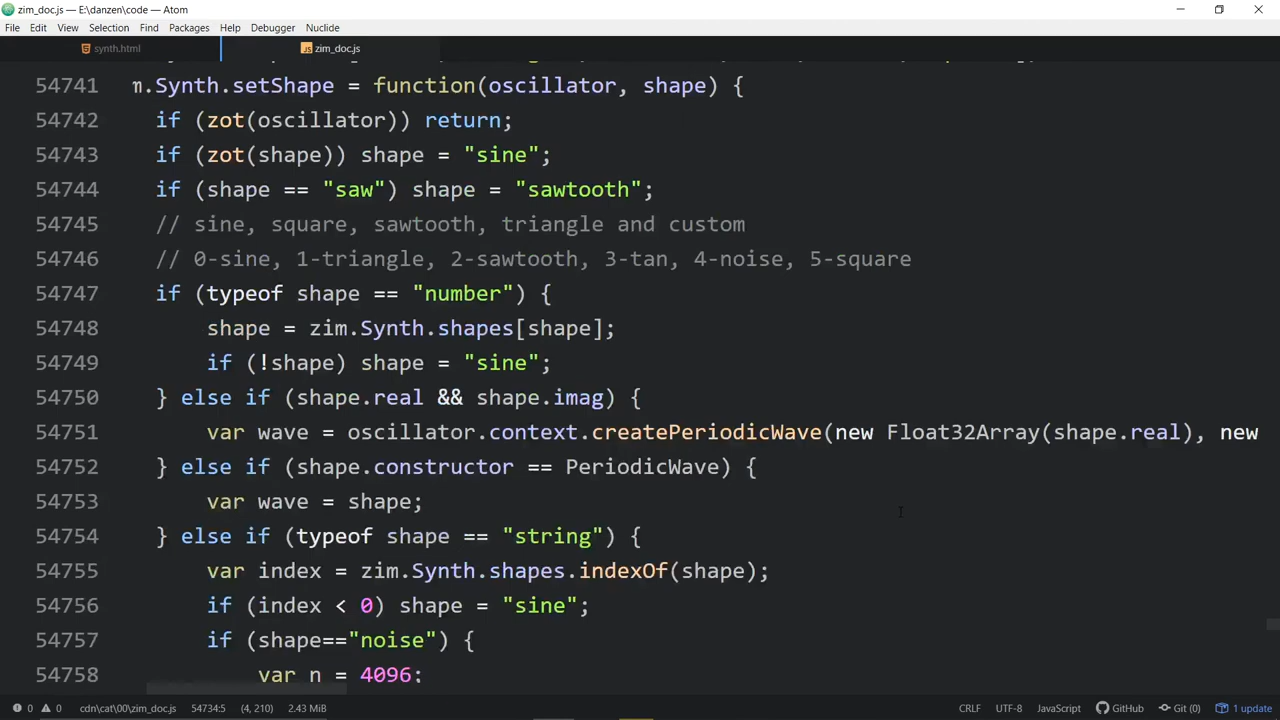 zim_doc.js — E:\danzen\code — Atom
File Edit View Selection Find Packages Help Debugger Nuclide
synth.html zim_doc.js
54741 m.Synth.setShape = function(oscillator, shape) {
54742 if (zot(oscillator)) return;
54743 if (zot(shape)) shape = "sine";
54744 if (shape == "saw") shape = "sawtooth";
54745 // sine, square, sawtooth, triangle and custom
54746 // 0-sine, 1-triangle, 2-sawtooth, 3-tan, 4-noise, 5-square
54747 if (typeof shape == "number") {
54748 shape = zim.Synth.shapes[shape];
54749 if (!shape) shape = "sine";
54750 } else if (shape.real && shape.imag) {
54751 var wave = oscillator.context.createPeriodicWave(new Float32Array(shape.real), new
54752 } else if (shape.constructor == PeriodicWave) {
54753 var wave = shape;
54754 } else if (typeof shape == "string") {
54755 var index = zim.Synth.shapes.indexOf(shape);
54756 if (index < 0) shape = "sine";
54757 if (shape=="noise") {
54758 var n = 4096;
0 0 cdn\cat\00\zim_doc.js 54734:5 (4, 210) 2.43 MiB CRLF UTF-8 JavaScript GitHub Git (0) 1 update